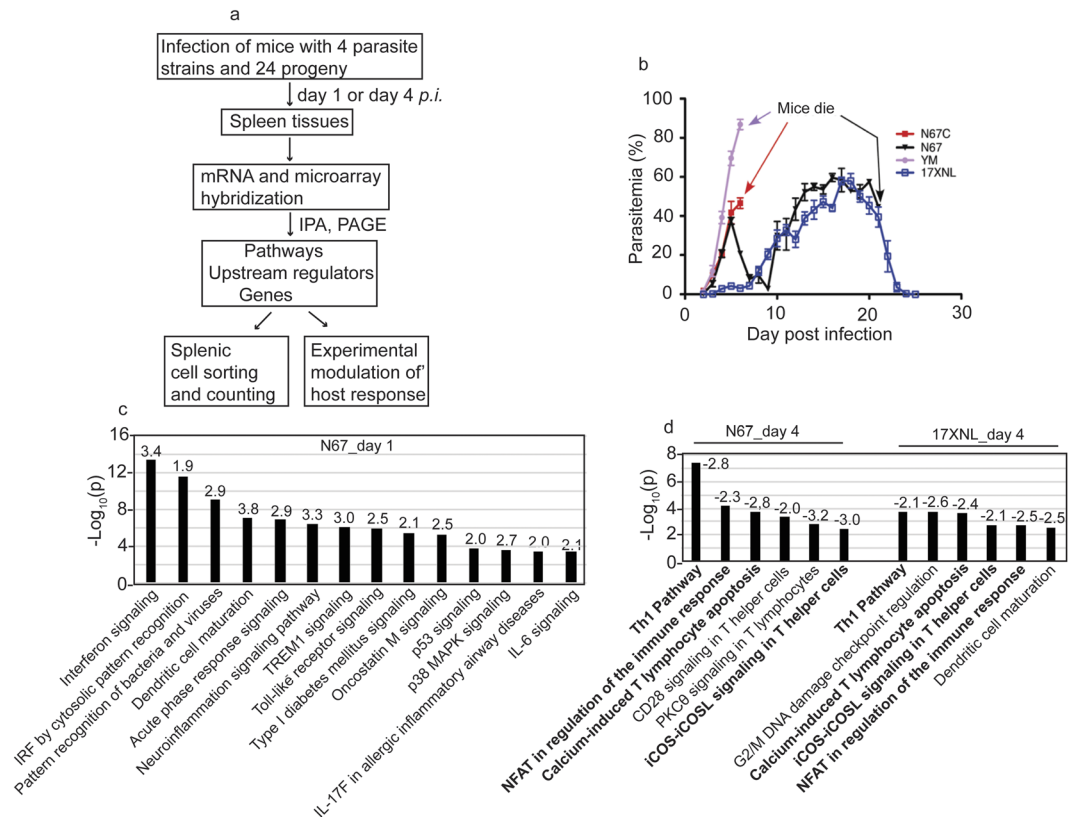 a
Infection of mice with 4 parasite
strains and 24 progeny
day 1 or day 4 p.i.
Spleen tissues
mRNA and microarray
hybridization
IPA, PAGE
Pathways
Upstream regulators
Genes
Splenic
cell sorting
and counting
Experimental
modulation of'
host response
b
100
80
60
40
20
0
Parasitemia (%)
Mice die
N67C
N67
YM
17XNL
0
10
20
30
Day post infection
c
N67_day 1
16
12
8
4
0
-Log10(p)
3.4
1.9
2.9
3.8
2.9
3.3
3.0
2.5
2.1
2.5
2.0
2.7
2.0
2.1
Interferon signaling
IRF by cytosolic pattern recognition
Pattern recognition of bacteria and viruses
Dendritic cell maturation
Acute phase response signaling
Neuroinflammation signaling pathway
TREM1 signaling
Toll-like receptor signaling
Type I diabetes mellitus signaling
Oncostatin M signaling
p53 signaling
p38 MAPK signaling
IL-17F in allergic inflammatory airway diseases
IL-6 signaling
d
N67_day 4
17XNL_day 4
8
6
4
2
0
-Log10(p)
-2.8
-2.3
-2.8
-2.0
-3.2
-3.0
-2.1
-2.6
-2.4
-2.1
-2.5
-2.5
Th1 Pathway
NFAT in regulation of the immune response
Calcium-induced T lymphocyte apoptosis
CD28 signaling in T helper cells
PKCθ signaling in T lymphocytes
iCOS-iCOSL signaling in T helper cells
Th1 Pathway
G2/M DNA damage checkpoint regulation
Calcium-induced T lymphocyte apoptosis
iCOS-iCOSL signaling in T helper cells
NFAT in regulation of the immune response
Dendritic cell maturation